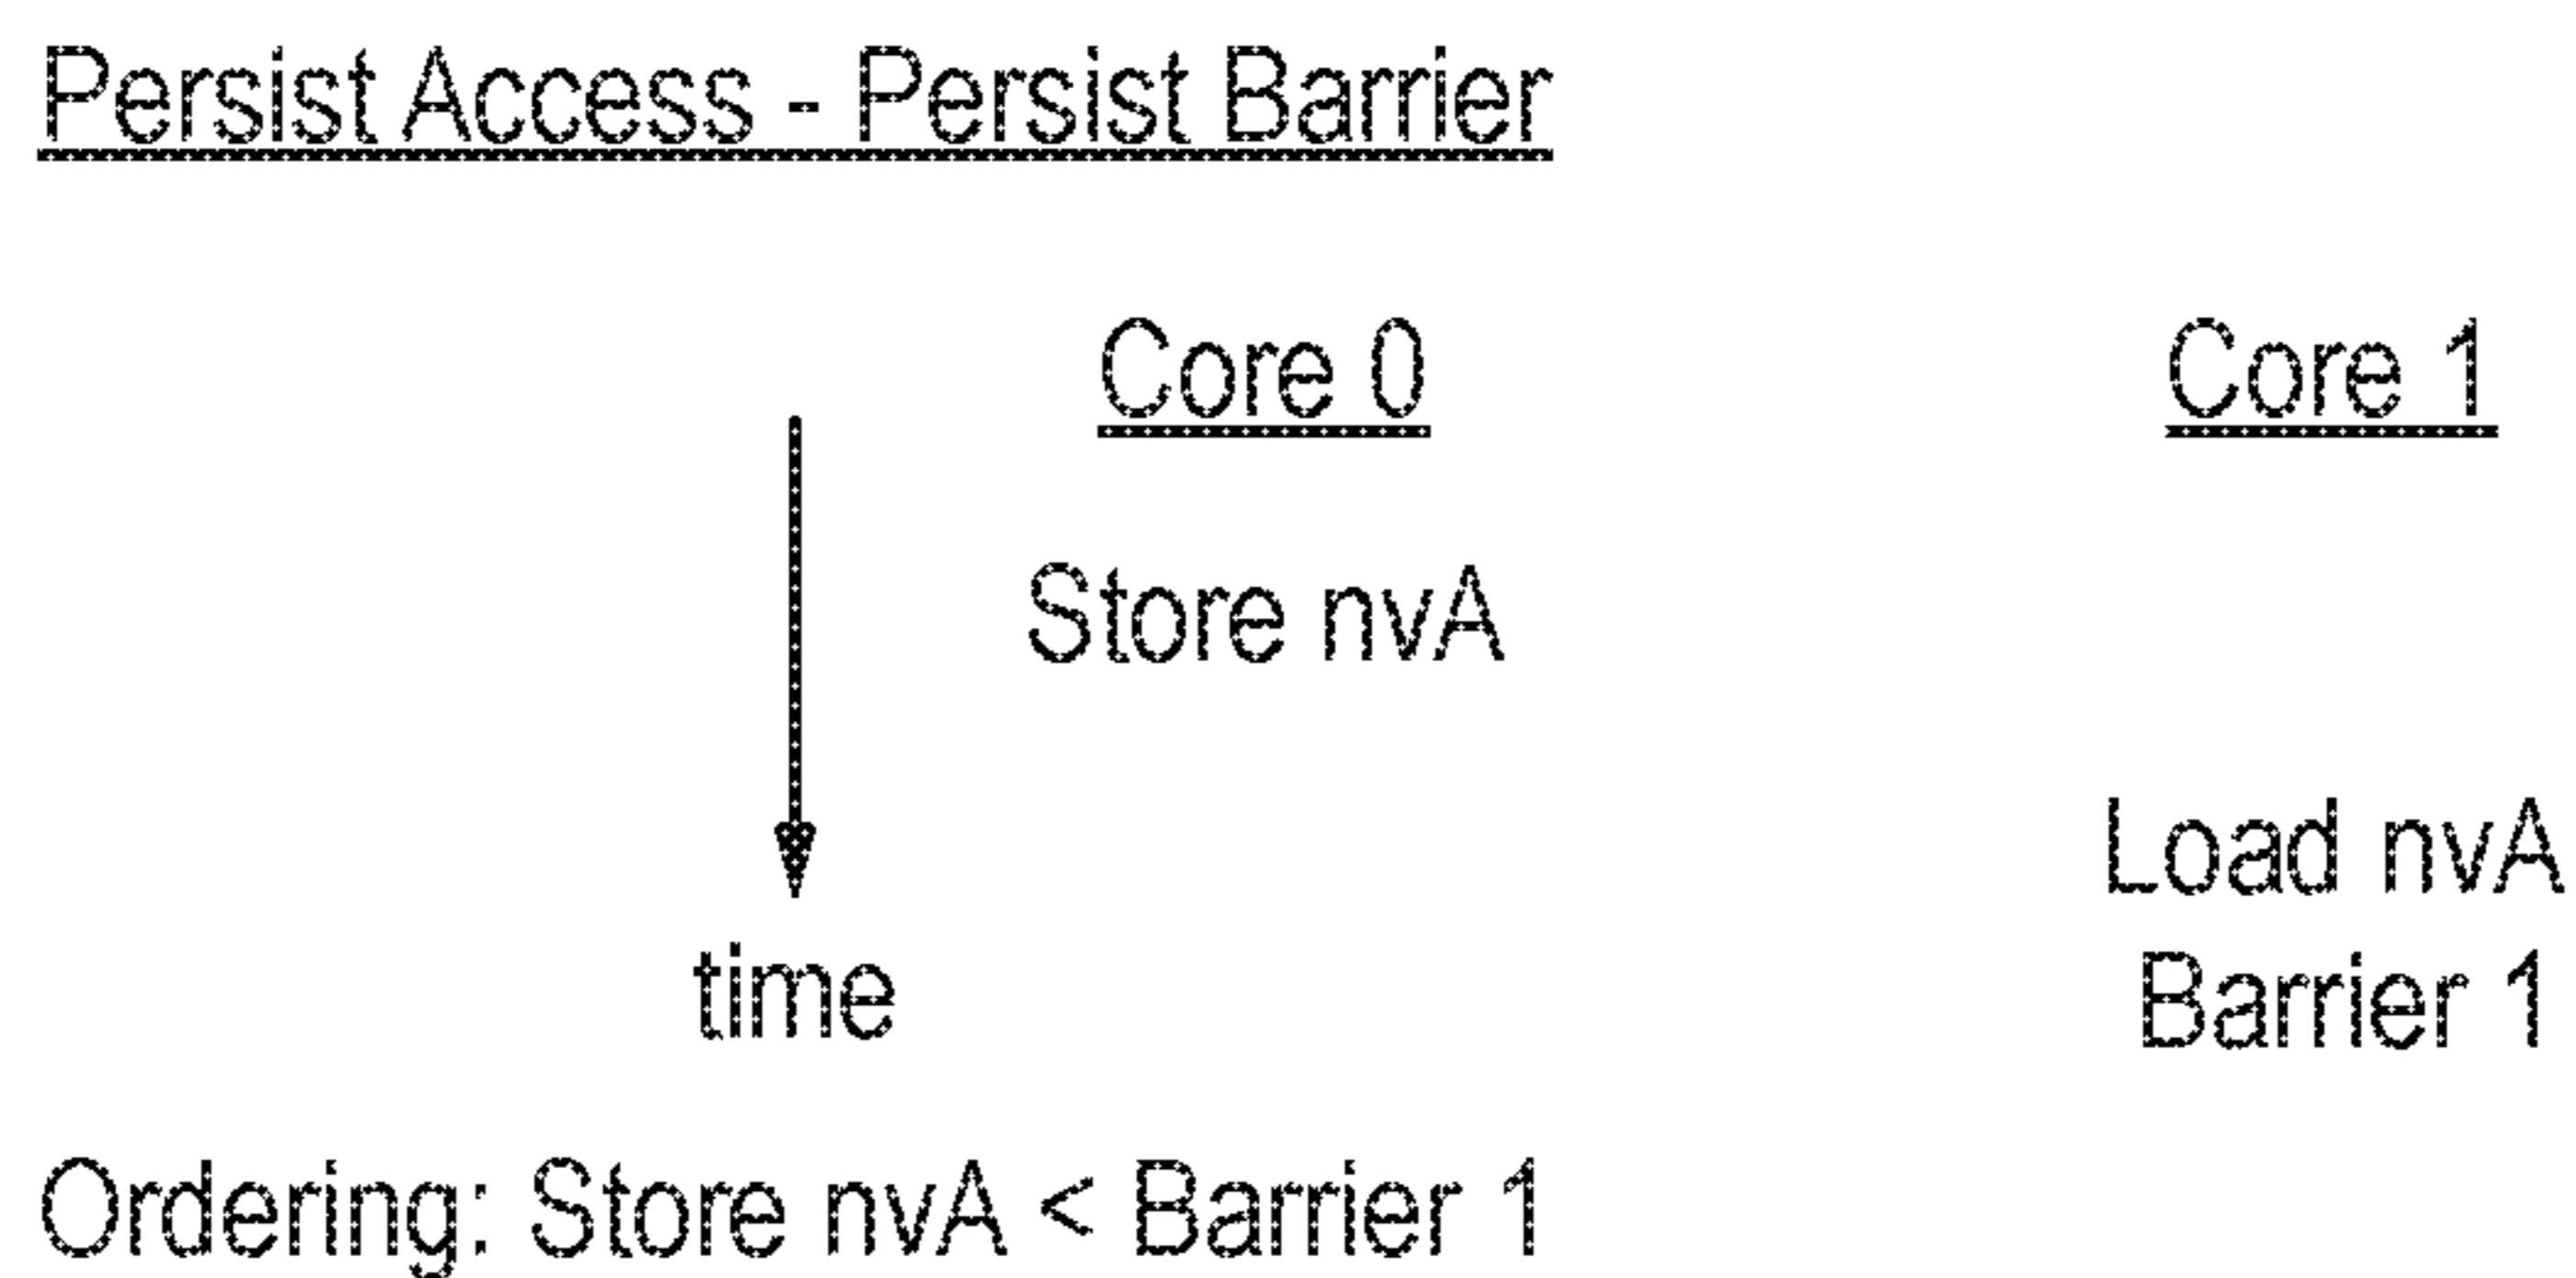 Persist Access - Persist Barrier
Core 0 Core 1
Store nvA
Load nvA
time Barrier 1
Ordering: Store nvA < Barrier 1